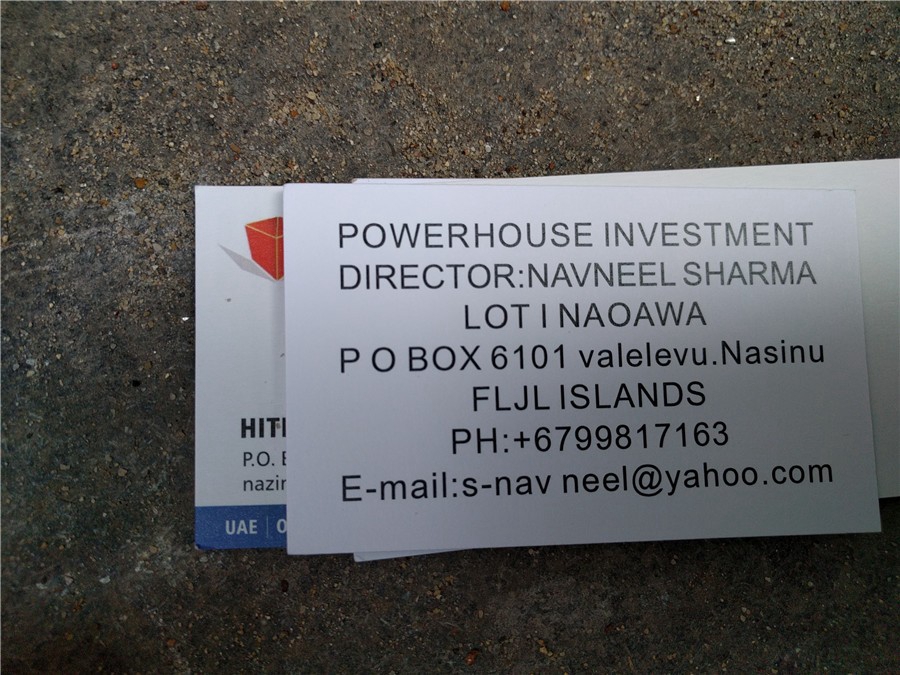 POWERHOUSE INVESTMENT
DIRECTOR:NAVNEEL SHARMA
LOT I NAOAWA
P O BOX 6101 valelevu.Nasinu
FLJL ISLANDS
PH:+6799817163
E-mail:s-nav neel@yahoo.com
P.O.
UAE